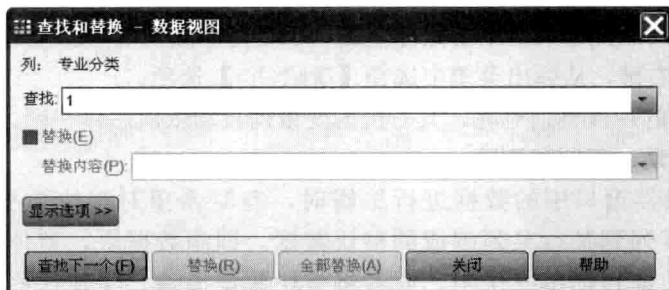 查找和替换 - 数据视图
列: 专业分类
查找: 1
替换(E)
替换内容(P):
显示选项 >>
查找下一个(F) 替换(R) 全部替换(A) 关闭 帮助